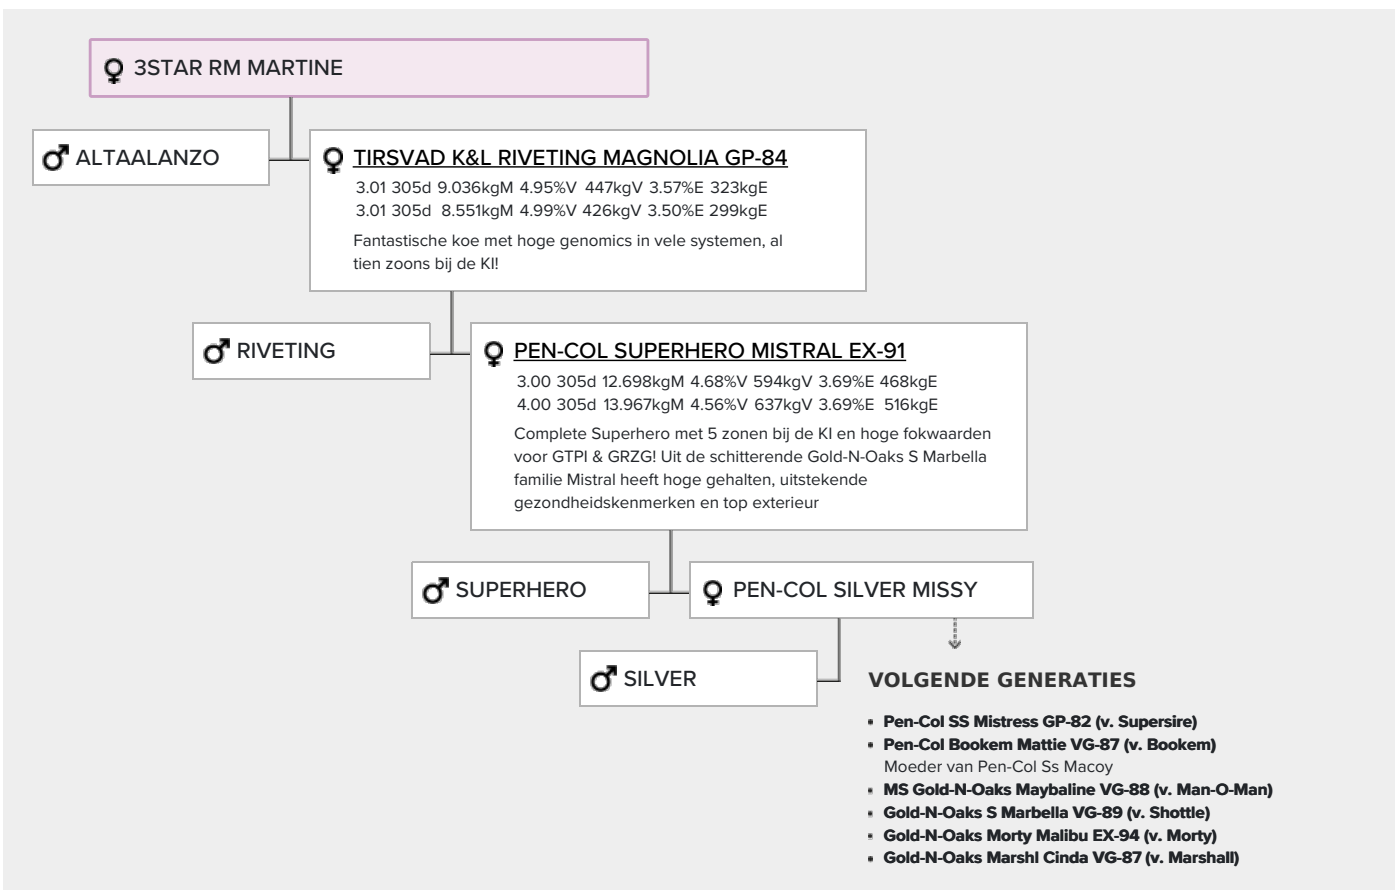 3STAR RM MARTINE
ALTAALANZO
TIRSVAD K&L RIVETING MAGNOLIA GP-84
3.01 305d 9.036kgM 4.95%V 447kgV 3.57%E 323kgE
3.01 305d 8.551kgM 4.99%V 426kgV 3.50%E 299kgE
Fantastische koe met hoge genomics in vele systemen, al
tien zoons bij de KI!
RIVETING
PEN-COL SUPERHERO MISTRAL EX-91
3.00 305d 12.698kgM 4.68%V 594kgV 3.69%E 468kgE
4.00 305d 13.967kgM 4.56%V 637kgV 3.69%E 516kgE
Complete Superhero met 5 zonen bij de KI en hoge fokwaarden
voor GTPI & GRZG! Uit de schitterende Gold-N-Oaks S Marbella
familie Mistral heeft hoge gehalten, uitstekende
gezondheidskenmerken en top exterieur
SUPERHERO
PEN-COL SILVER MISSY
SILVER
VOLGENDE GENERATIES
• Pen-Col SS Mistress GP-82 (v. Supersire)
• Pen-Col Bookem Mattie VG-87 (v. Bookem)
Moeder van Pen-Col Ss Macoy
• MS Gold-N-Oaks Maybaline VG-88 (v. Man-O-Man)
• Gold-N-Oaks S Marbella VG-89 (v. Shottle)
• Gold-N-Oaks Morty Malibu EX-94 (v. Morty)
• Gold-N-Oaks Marshl Cinda VG-87 (v. Marshall)